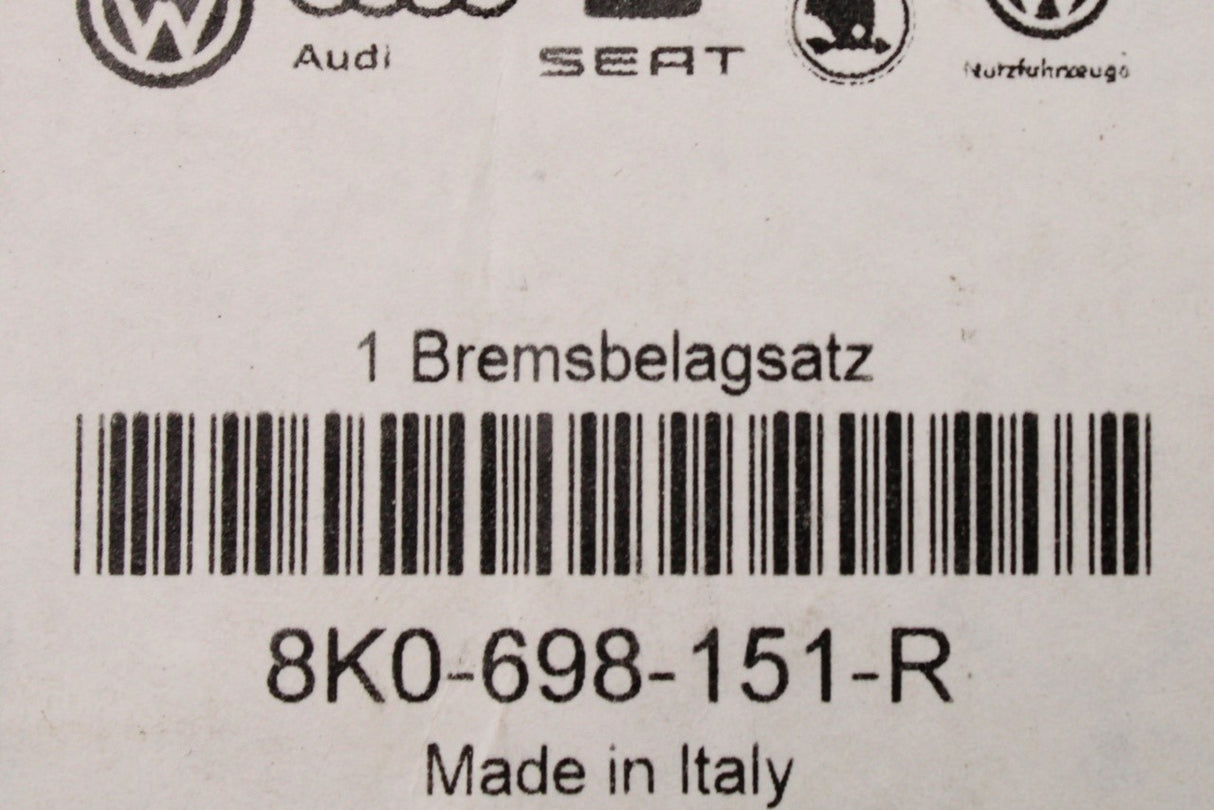 Audi SEAT Nutzfahrzeuge
1 Bremsbelagsatz
8K0-698-151-R
Made in Italy